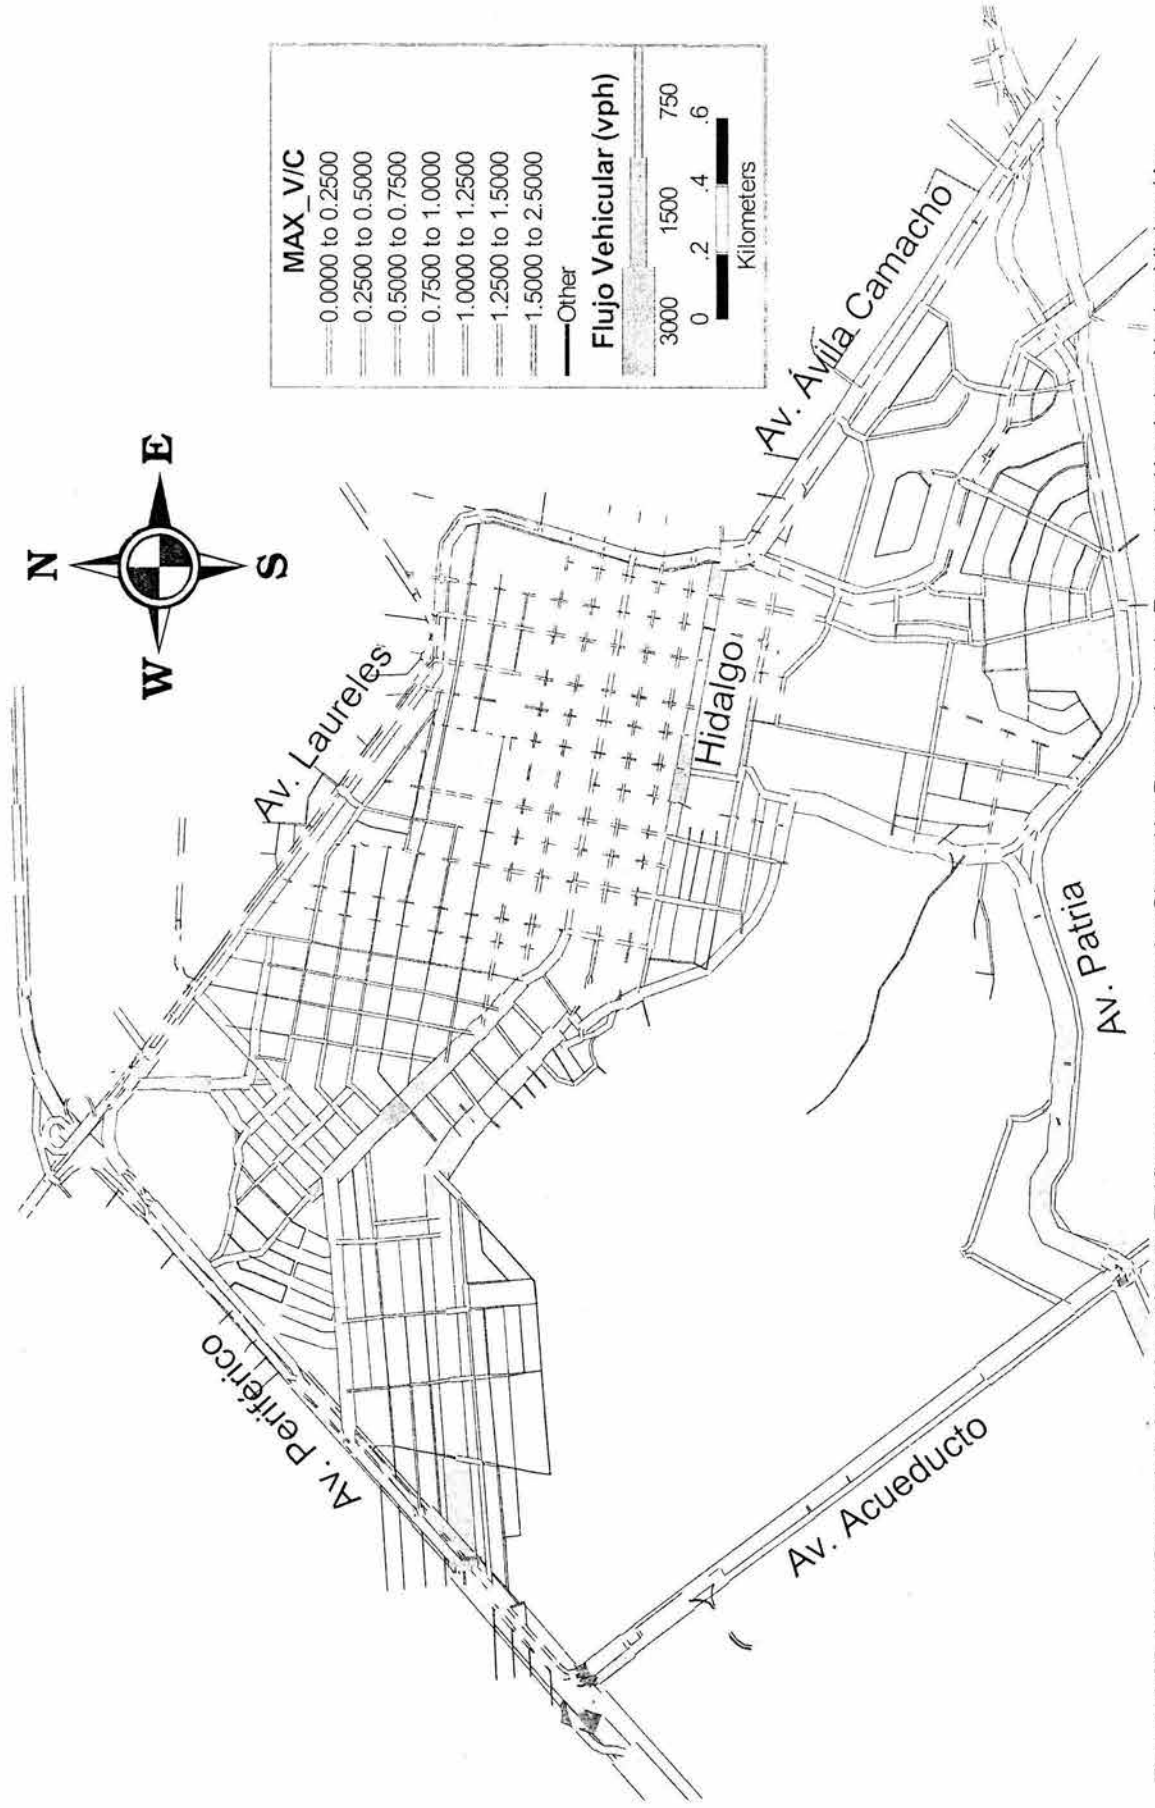 N
W
E
S
MAX_V/C
0.0000 to 0.2500
0.2500 to 0.5000
0.5000 to 0.7500
0.7500 to 1.0000
1.0000 to 1.2500
1.2500 to 1.5000
1.5000 to 2.5000
Other
Flujo Vehicular (vph)
3000 1500 750
0 .2 .4 .6
Kilometers
Av. Laureles
Av. Periférico
Hidalgo
Av. Ávila Camacho
Av. Patria
Av. Acueducto